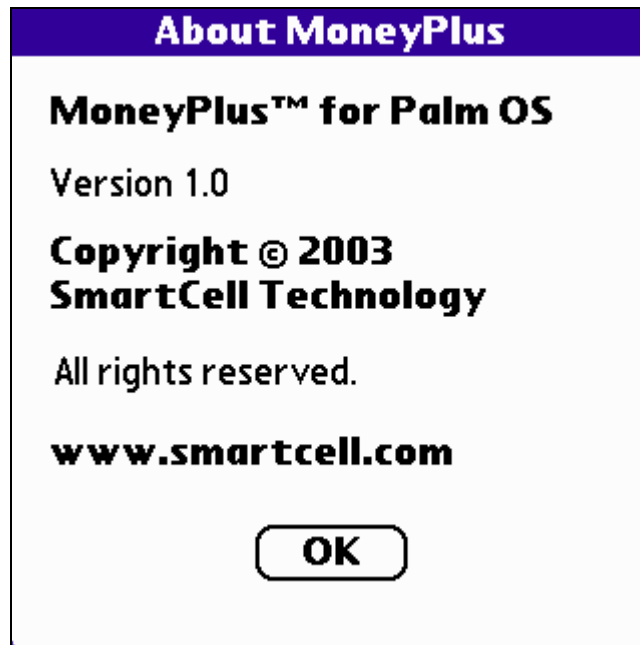 About MoneyPlus
MoneyPlus™ for Palm OS
Version 1.0
Copyright © 2003
SmartCell Technology
All rights reserved.
www.smartcell.com
OK